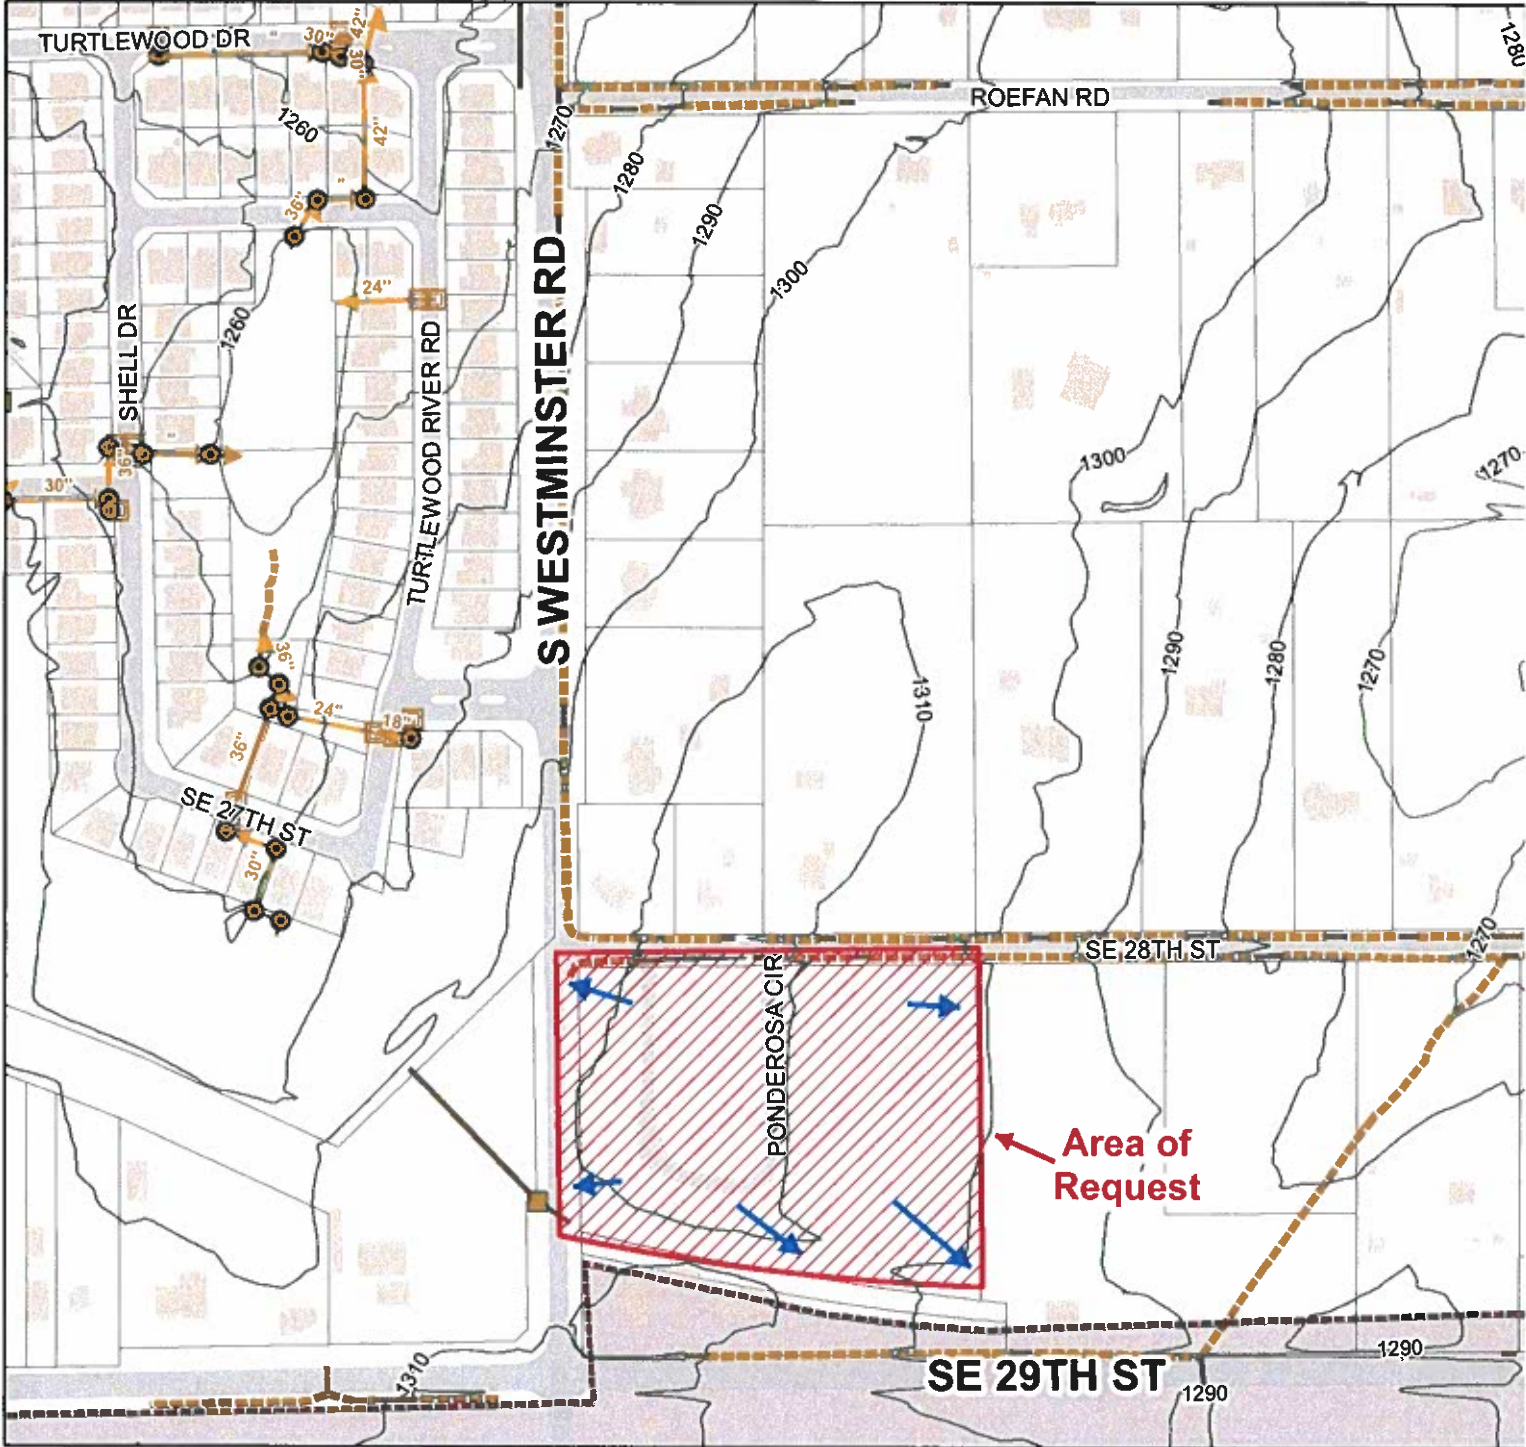 TURTLEWOOD DR
30"
42"
30"
1280
ROEFAN RD
1260
42"
1270
1280
36"
"
1290
24"
1300
1260
SHELL DR
TURTLEWOOD RIVER RD
S WESTMINSTER RD
36"
30"
1300
1270
36"
24"
18"
1310
1290
1280
1270
36"
SE 27TH ST
30"
SE 28TH ST
1270
PONDEROSA CIR
Area of
Request
1310
SE 29TH ST
1290
1290